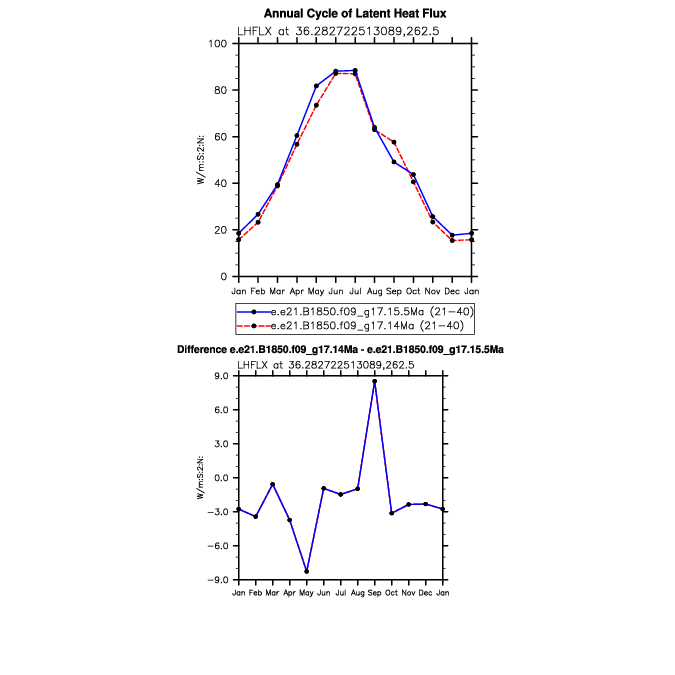 Annual Cycle of Latent Heat Flux
LHFLX at 36.282722513089,262.5
100
80
60
40
20
0
W/m:S:2:N:
Jan Feb Mar Apr May Jun Jul Aug Sep Oct Nov Dec Jan
e.e21.B1850.f09_g17.15.5Ma (21-40)
e.e21.B1850.f09_g17.14Ma (21-40)
Difference e.e21.B1850.f09_g17.14Ma - e.e21.B1850.f09_g17.15.5Ma
LHFLX at 36.282722513089,262.5
9.0
6.0
3.0
0.0
-3.0
-6.0
-9.0
W/m:S:2:N:
Jan Feb Mar Apr May Jun Jul Aug Sep Oct Nov Dec Jan